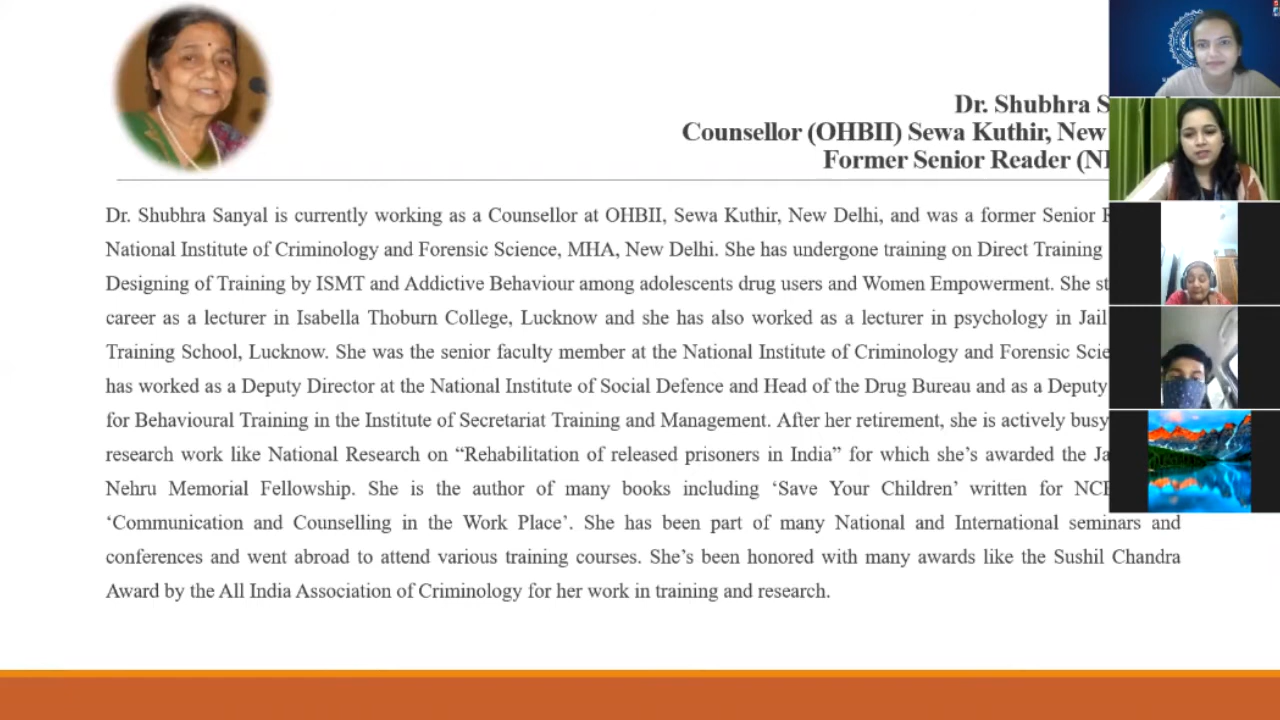 Dr. Shubhra
Counsellor (OHBII) Sewa Kuthir, New
Former Senior Reader
Dr. Shubhra Sanyal is currently working as a Counsellor at OHBII, Sewa Kuthir, New Delhi, and was a former Senior
National Institute of Criminology and Forensic Science, MHA, New Delhi. She has undergone training on Direct Training
Designing of Training by ISMT and Addictive Behaviour among adolescents drug users and Women Empowerment. She
career as a lecturer in Isabella Thoburn College, Lucknow and she has also worked as a lecturer in psychology in Jail
Training School, Lucknow. She was the senior faculty member at the National Institute of Criminology and Forensic
has worked as a Deputy Director at the National Institute of Social Defence and Head of the Drug Bureau and as a Deputy
for Behavioural Training in the Institute of Secretariat Training and Management. After her retirement, she is actively busy
research work like National Research on “Rehabilitation of released prisoners in India” for which she’s awarded the
Nehru Memorial Fellowship. She is the author of many books including ‘Save Your Children’ written for
‘Communication and Counselling in the Work Place’. She has been part of many National and International seminars and
conferences and went abroad to attend various training courses. She’s been honored with many awards like the Sushil Chandra
Award by the All India Association of Criminology for her work in training and research.